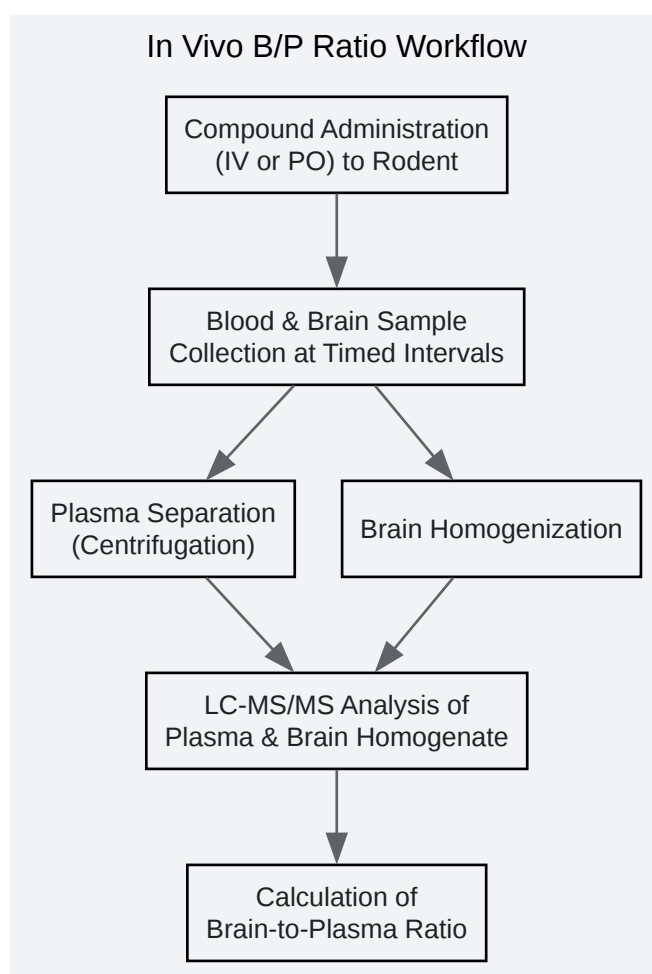 In Vivo B/P Ratio Workflow
Compound Administration
(IV or PO) to Rodent
Blood & Brain Sample
Collection at Timed Intervals
Plasma Separation
(Centrifugation)
Brain Homogenization
LC-MS/MS Analysis of
Plasma & Brain Homogenate
Calculation of
Brain-to-Plasma Ratio